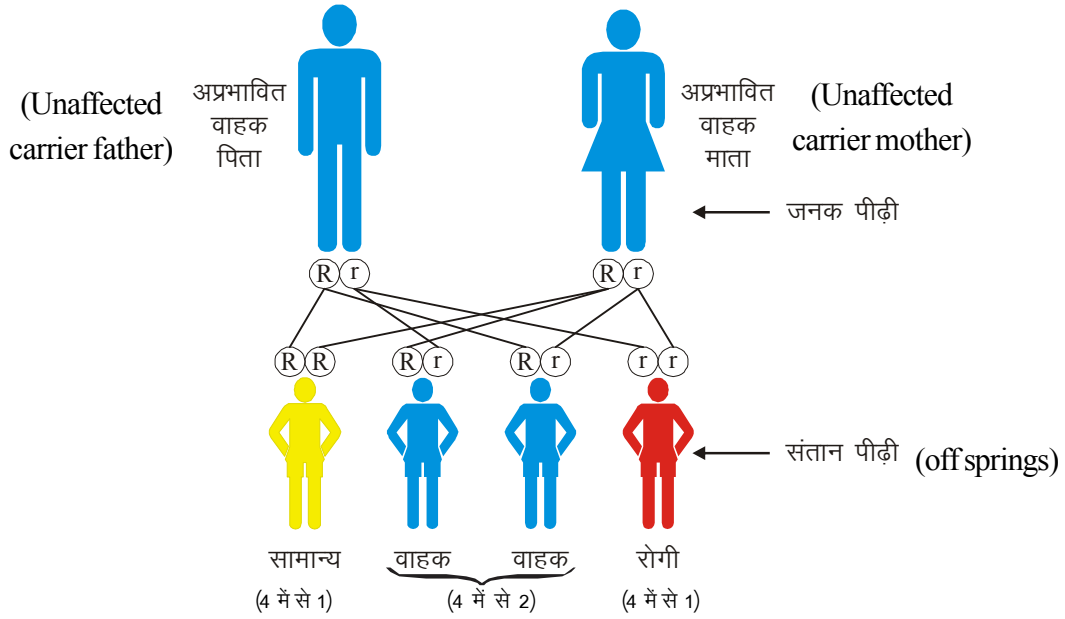 (Unaffected
carrier father)
अप्रभावित
वाहक
पिता
अप्रभावित
वाहक
माता
(Unaffected
carrier mother)
जनक पीढ़ी
R r R r
R R R r R r r r
संतान पीढ़ी (off springs)
सामान्य वाहक वाहक रोगी
(4 में से 1) (4 में से 2) (4 में से 1)